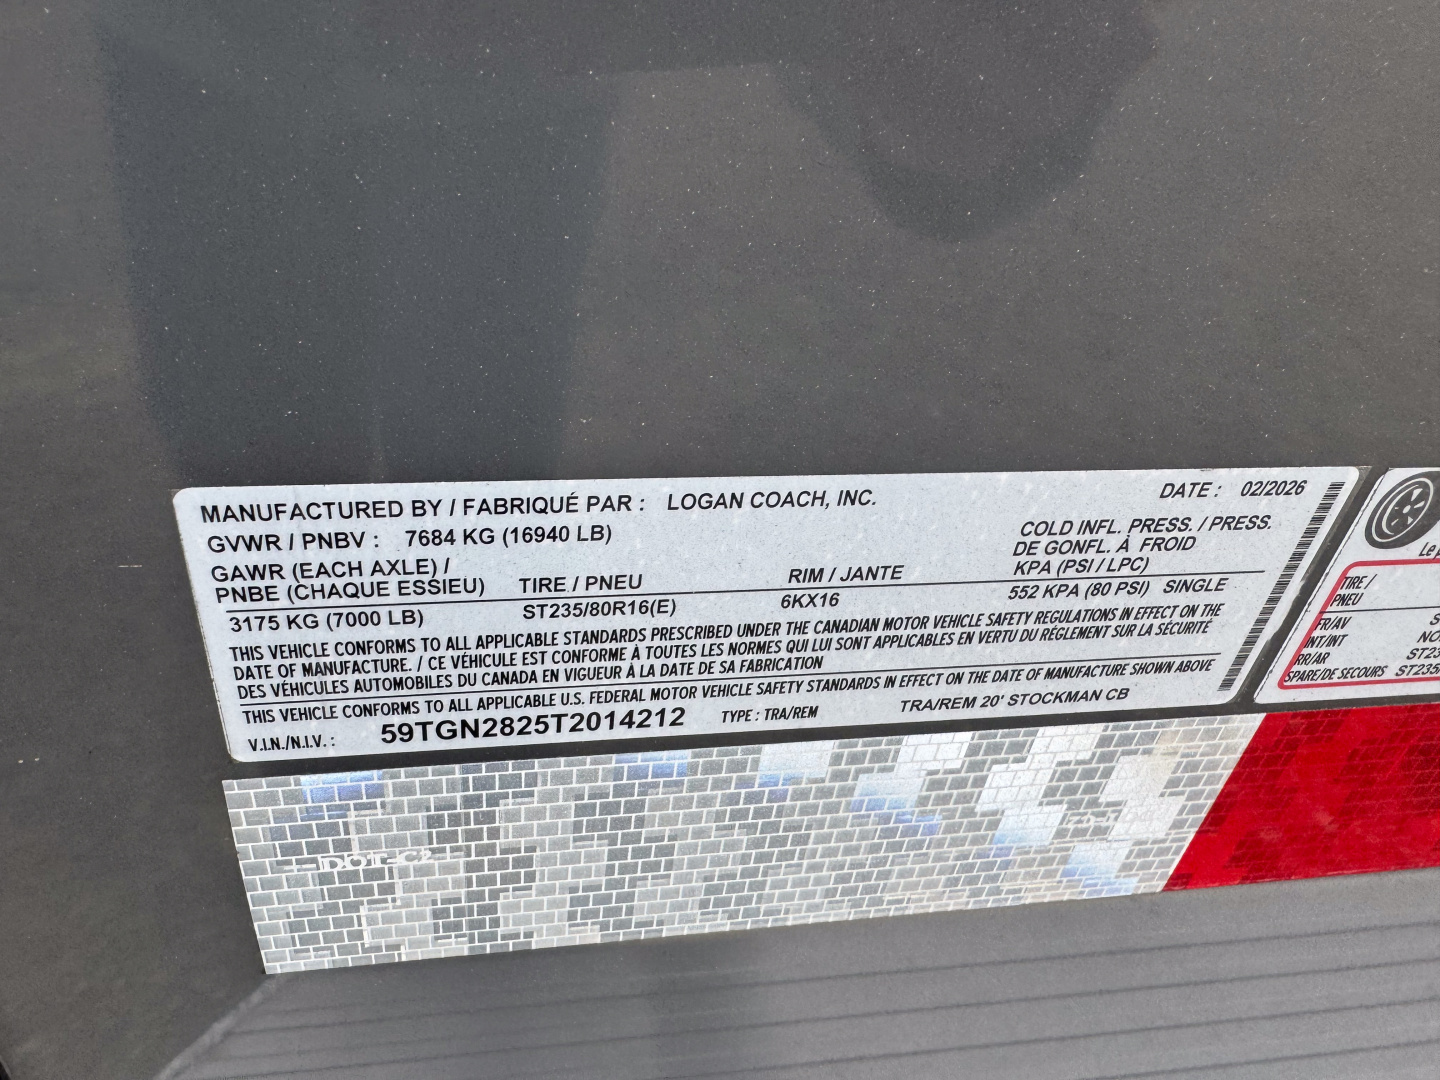 MANUFACTURED BY / FABRIQUÉ PAR : LOGAN COACH, INC. DATE : 02/2026
GVWR / PNBV : 7684 KG (16940 LB)
COLD INFL. PRESS. / PRESS.
DE GONFL. À FROID
KPA (PSI / LPC)
GAWR (EACH AXLE) /
PNBE (CHAQUE ESSIEU) TIRE / PNEU RIM / JANTE
3175 KG (7000 LB) ST235/80R16(E) 6KX16 552 KPA (80 PSI) SINGLE
THIS VEHICLE CONFORMS TO ALL APPLICABLE STANDARDS PRESCRIBED UNDER THE CANADIAN MOTOR VEHICLE SAFETY REGULATIONS IN EFFECT ON THE
DATE OF MANUFACTURE. / CE VÉHICULE EST CONFORME À TOUTES LES NORMES QUI LUI SONT APPLICABLES EN VERTU DU RÉGLEMENT SUR LA SÉCURITÉ
DES VÉHICULES AUTOMOBILES DU CANADA EN VIGUEUR À LA DATE DE SA FABRICATION
THIS VEHICLE CONFORMS TO ALL APPLICABLE U.S. FEDERAL MOTOR VEHICLE SAFETY STANDARDS IN EFFECT ON THE DATE OF MANUFACTURE SHOWN ABOVE
V.I.N./N.I.V. : 59TGN2825T2014212 TYPE : TRA/REM TRA/REM 20' STOCKMAN CB
Le
TIRE /
PNEU
FR/AV
INT/INT NO
RR/AR ST23
SPARE/DE SECOURS ST235/
DOT-C2